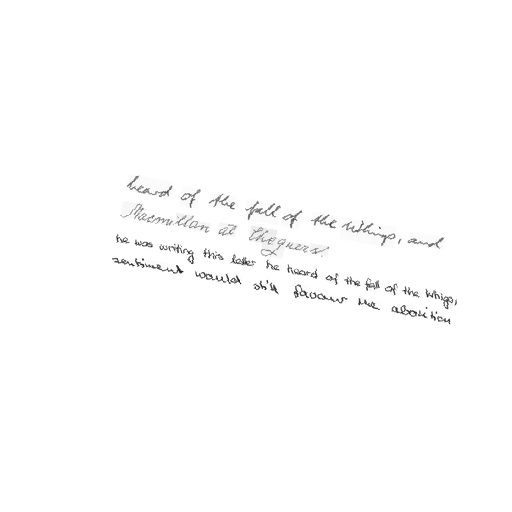 heard of the fall of the Whigs, and
Macmillan at Chequers.
he was writing this letter he heard of the fall of the Whigs,
sentiment would still favour the abolition